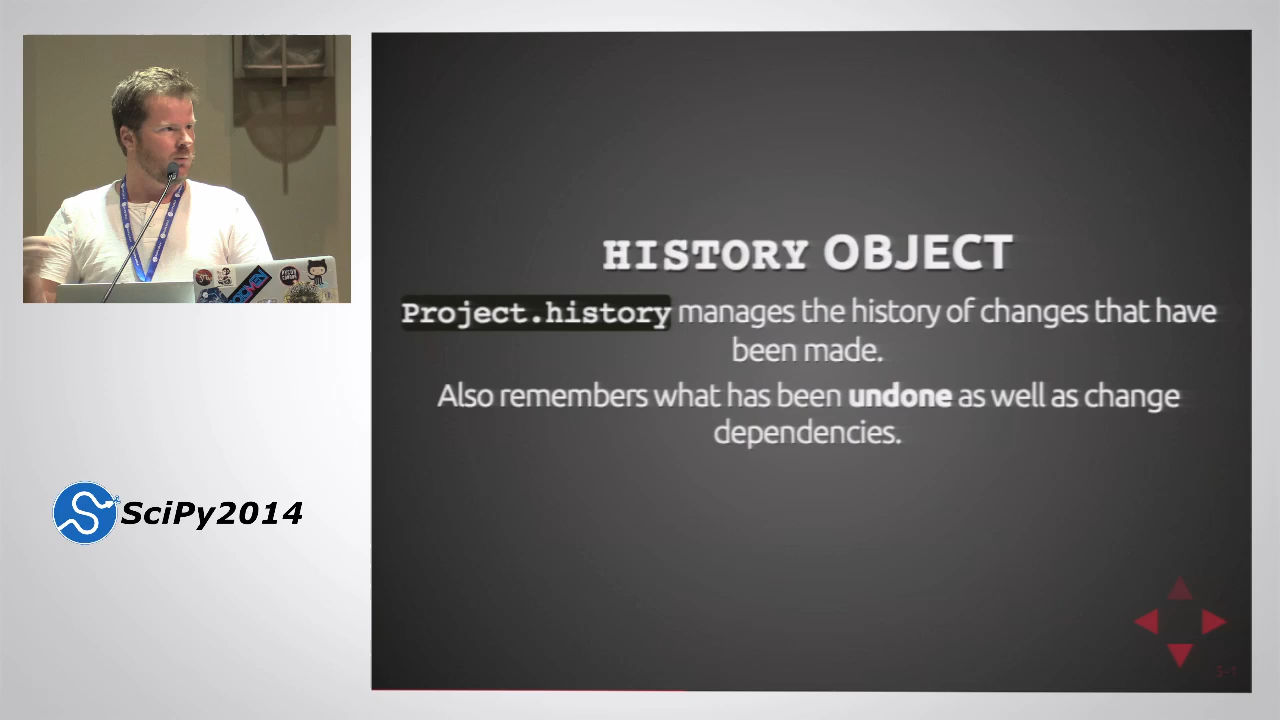 HISTORY OBJECT
Project.history manages the history of changes that have
been made.
Also remembers what has been undone as well as change
dependencies.
SciPy2014